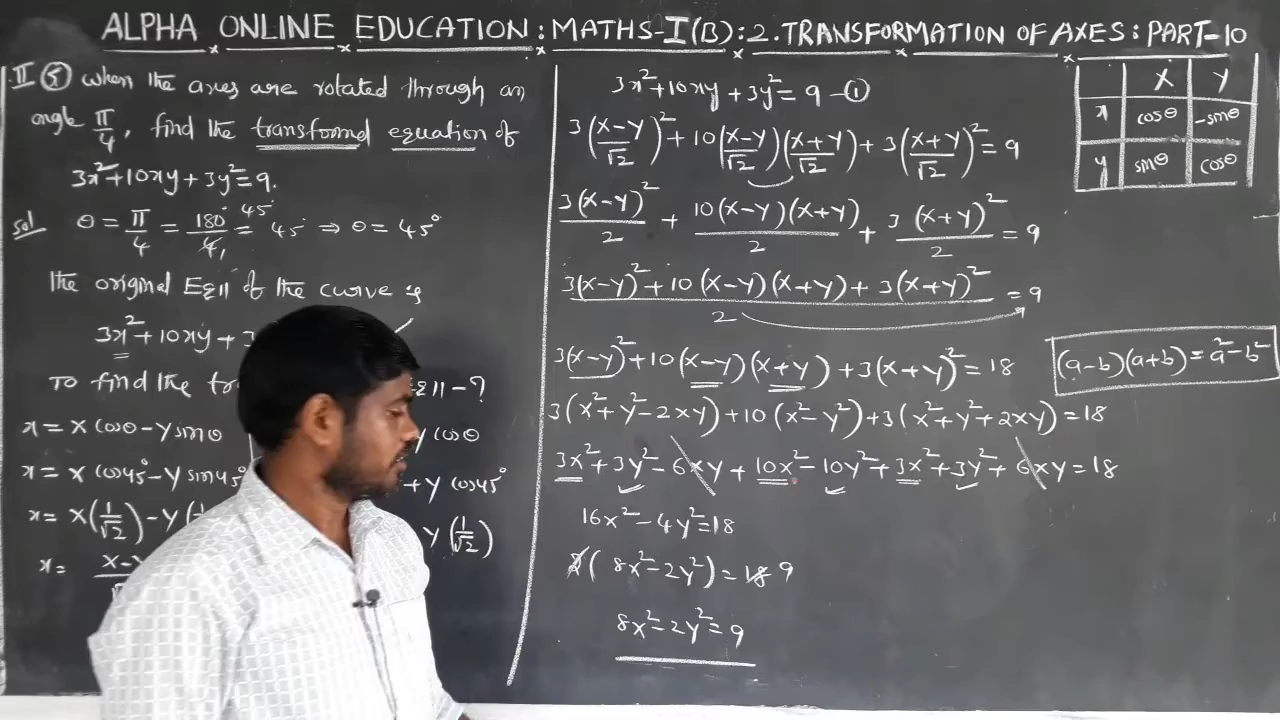 ALPHA ONLINE EDUCATION : MATHS-I(B) : 2. TRANSFORMATION OF AXES : PART-10
II ⑤ when the axes are rotated through an
angle π/4, find the transformed equation of
3x²+10xy+3y²=9.
Sol θ = π/4 = 180/4 = 45 ⇒ θ = 45°
45
The original Eqn of the curve is
3x²+10xy+3
To find the tra
Eqn - ?
x = X cosθ - Y sinθ
Y cosθ
x = X cos45° - Y sin45°
+ Y cos45°
x = X(1/√2) - Y(1
Y(1/√2)
x = X-Y
3x²+10xy+3y²=9 -①
3(X-Y/√2)²+10(X-Y/√2)(X+Y/√2)+3(X+Y/√2)²=9
3(X-Y)²/2 + 10(X-Y)(X+Y)/2 + 3(X+Y)²/2 = 9
3(X-Y)²+10(X-Y)(X+Y)+3(X+Y)²/2 = 9
3(X-Y)²+10(X-Y)(X+Y)+3(X+Y)²=18
3(X²+Y²-2XY)+10(X²-Y²)+3(X²+Y²+2XY)=18
3X²+3Y²-6XY+10X²-10Y²+3X²+3Y²+6XY=18
16X²-4Y²=18
2(8X²-2Y²)=18 9
8X²-2Y²=9
X Y
x cosθ -sinθ
y sinθ cosθ
(a-b)(a+b)=a²-b²